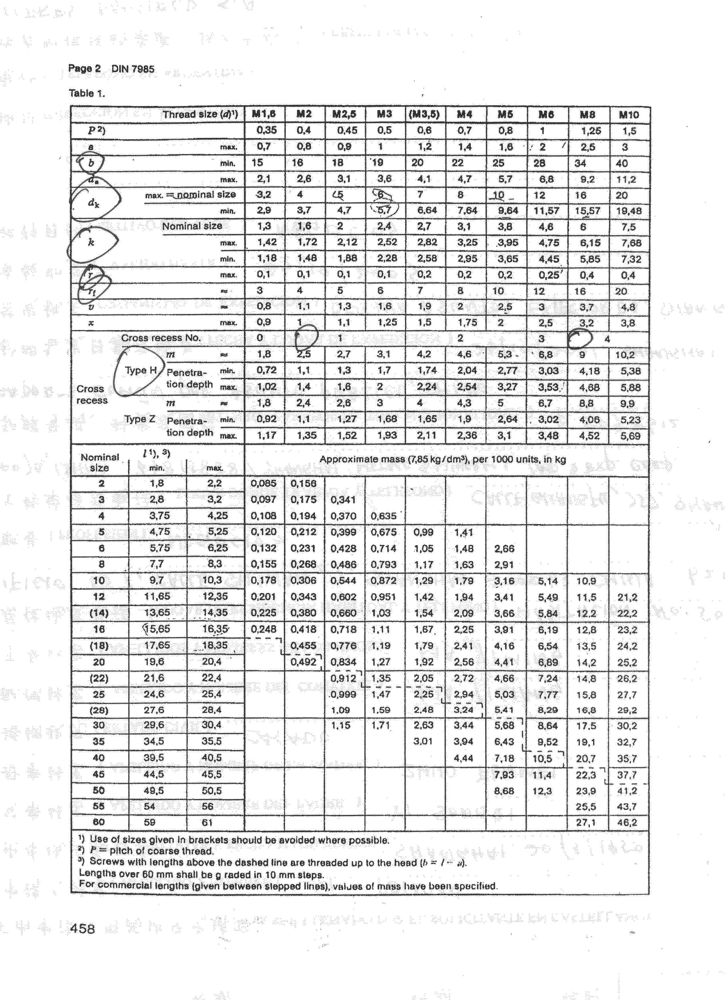 Page 2 DIN 7985
Table 1.
Thread size (d)¹) M1,6 M2 M2,5 M3 (M3,5) M4 M5 M6 M8 M10
P ²) 0,35 0,4 0,45 0,5 0,6 0,7 0,8 1 1,25 1,5
a max. 0,7 0,8 0,9 1 1,2 1,4 1,6 2 2,5 3
b min. 15 16 18 19 20 22 25 28 34 40
da max. 2,1 2,6 3,1 3,6 4,1 4,7 5,7 6,8 9,2 11,2
dk max. = nominal size 3,2 4 5 6 7 8 10 12 16 20
min. 2,9 3,7 4,7 5,7 6,64 7,64 9,64 11,57 15,57 19,48
k Nominal size 1,3 1,6 2 2,4 2,7 3,1 3,8 4,6 6 7,5
max. 1,42 1,72 2,12 2,52 2,82 3,25 3,95 4,75 6,15 7,68
min. 1,18 1,48 1,88 2,28 2,58 2,95 3,65 4,45 5,85 7,32
r max. 0,1 0,1 0,1 0,1 0,2 0,2 0,2 0,25 0,4 0,4
rf ≈ 3 4 5 6 7 8 10 12 16 20
v ≈ 0,8 1,1 1,3 1,6 1,9 2 2,5 3 3,7 4,8
x max. 0,9 1 1,1 1,25 1,5 1,75 2 2,5 3,2 3,8
Cross recess No. 0 1 2 3 4
Cross recess Type H m ≈ 1,8 2,5 2,7 3,1 4,2 4,6 5,3 6,8 9 10,2
Penetra- min. 0,72 1,1 1,3 1,7 1,74 2,04 2,77 3,03 4,18 5,38
tion depth max. 1,02 1,4 1,6 2 2,24 2,54 3,27 3,53 4,68 5,88
Type Z m ≈ 1,8 2,4 2,6 3 4 4,3 5 6,7 8,8 9,9
Penetra- min. 0,92 1,1 1,27 1,68 1,65 1,9 2,64 3,02 4,06 5,23
tion depth max. 1,17 1,35 1,52 1,93 2,11 2,36 3,1 3,48 4,52 5,69
Nominal size l ¹), ³) min. max. Approximate mass (7,85 kg/dm³), per 1000 units, in kg
2 1,8 2,2 0,085 0,156
3 2,8 3,2 0,097 0,175 0,341
4 3,75 4,25 0,108 0,194 0,370 0,635
5 4,75 5,25 0,120 0,212 0,399 0,675 0,99 1,41
6 5,75 6,25 0,132 0,231 0,428 0,714 1,05 1,48 2,66
8 7,7 8,3 0,155 0,268 0,486 0,793 1,17 1,63 2,91
10 9,7 10,3 0,178 0,306 0,544 0,872 1,29 1,79 3,16 5,14 10,9
12 11,65 12,35 0,201 0,343 0,602 0,951 1,42 1,94 3,41 5,49 11,5 21,2
(14) 13,65 14,35 0,225 0,380 0,660 1,03 1,54 2,09 3,66 5,84 12,2 22,2
16 15,65 16,35 0,248 0,418 0,718 1,11 1,67 2,25 3,91 6,19 12,8 23,2
(18) 17,65 18,35 0,455 0,776 1,19 1,79 2,41 4,16 6,54 13,5 24,2
20 19,6 20,4 0,492 0,834 1,27 1,92 2,56 4,41 6,89 14,2 25,2
(22) 21,6 22,4 0,912 1,35 2,05 2,72 4,66 7,24 14,8 26,2
25 24,6 25,4 0,999 1,47 2,25 2,94 5,03 7,77 15,8 27,7
(28) 27,6 28,4 1.09 1.59 2,48 3,24 5,41 8,29 16,8 29,2
30 29,6 30,4 1,15 1,71 2,63 3,44 5,68 8,64 17,5 30,2
35 34,5 35,5 3,01 3,94 6,43 9,52 19,1 32,7
40 39,5 40,5 4,44 7,18 10,5 20,7 35,7
45 44,5 45,5 7,93 11,4 22,3 37,7
50 49,5 50,5 8,68 12,3 23,9 41,2
55 54 56 25,5 43,7
60 59 61 27,1 46,2
¹) Use of sizes given in brackets should be avoided where possible.
²) P = pitch of coarse thread.
³) Screws with lengths above the dashed line are threaded up to the head (b = l − a).
Lengths over 60 mm shall be g raded in 10 mm steps.
For commercial lengths (given between stepped lines), values of mass have been specified.
458